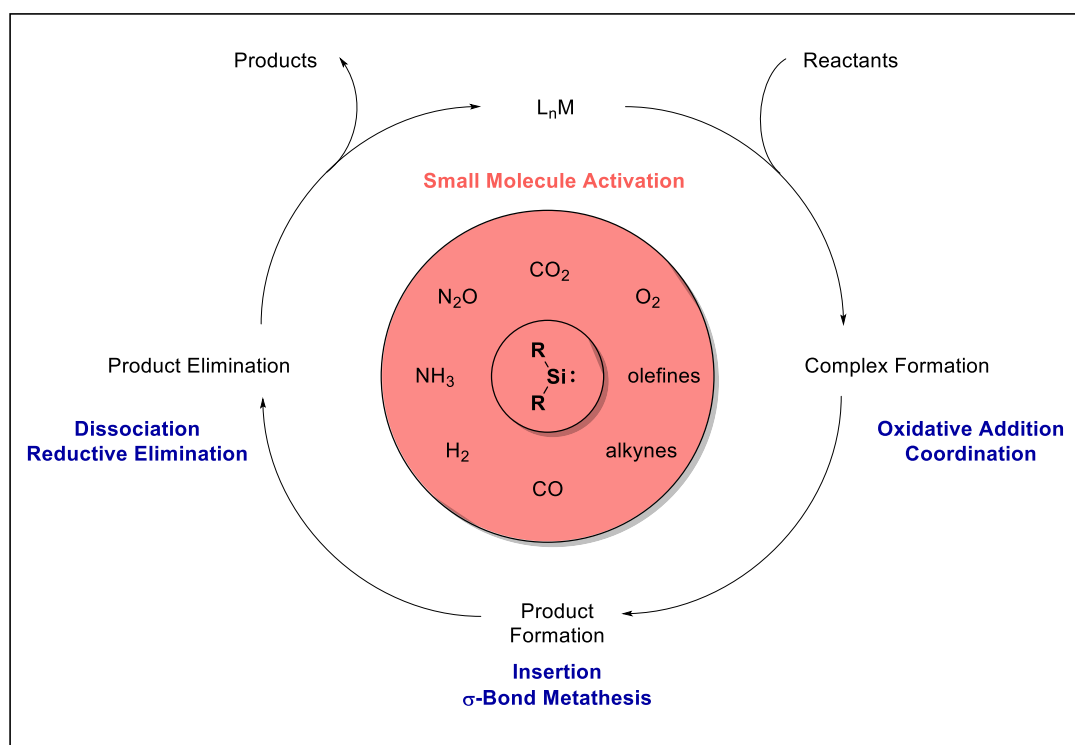 Products
Reactants
LₙM
Small Molecule Activation
CO₂
N₂O
O₂
R
NH₃
Si:
olefines
R
H₂
alkynes
CO
Product Elimination
Complex Formation
Dissociation
Reductive Elimination
Oxidative Addition
Coordination
Product
Formation
Insertion
σ-Bond Metathesis